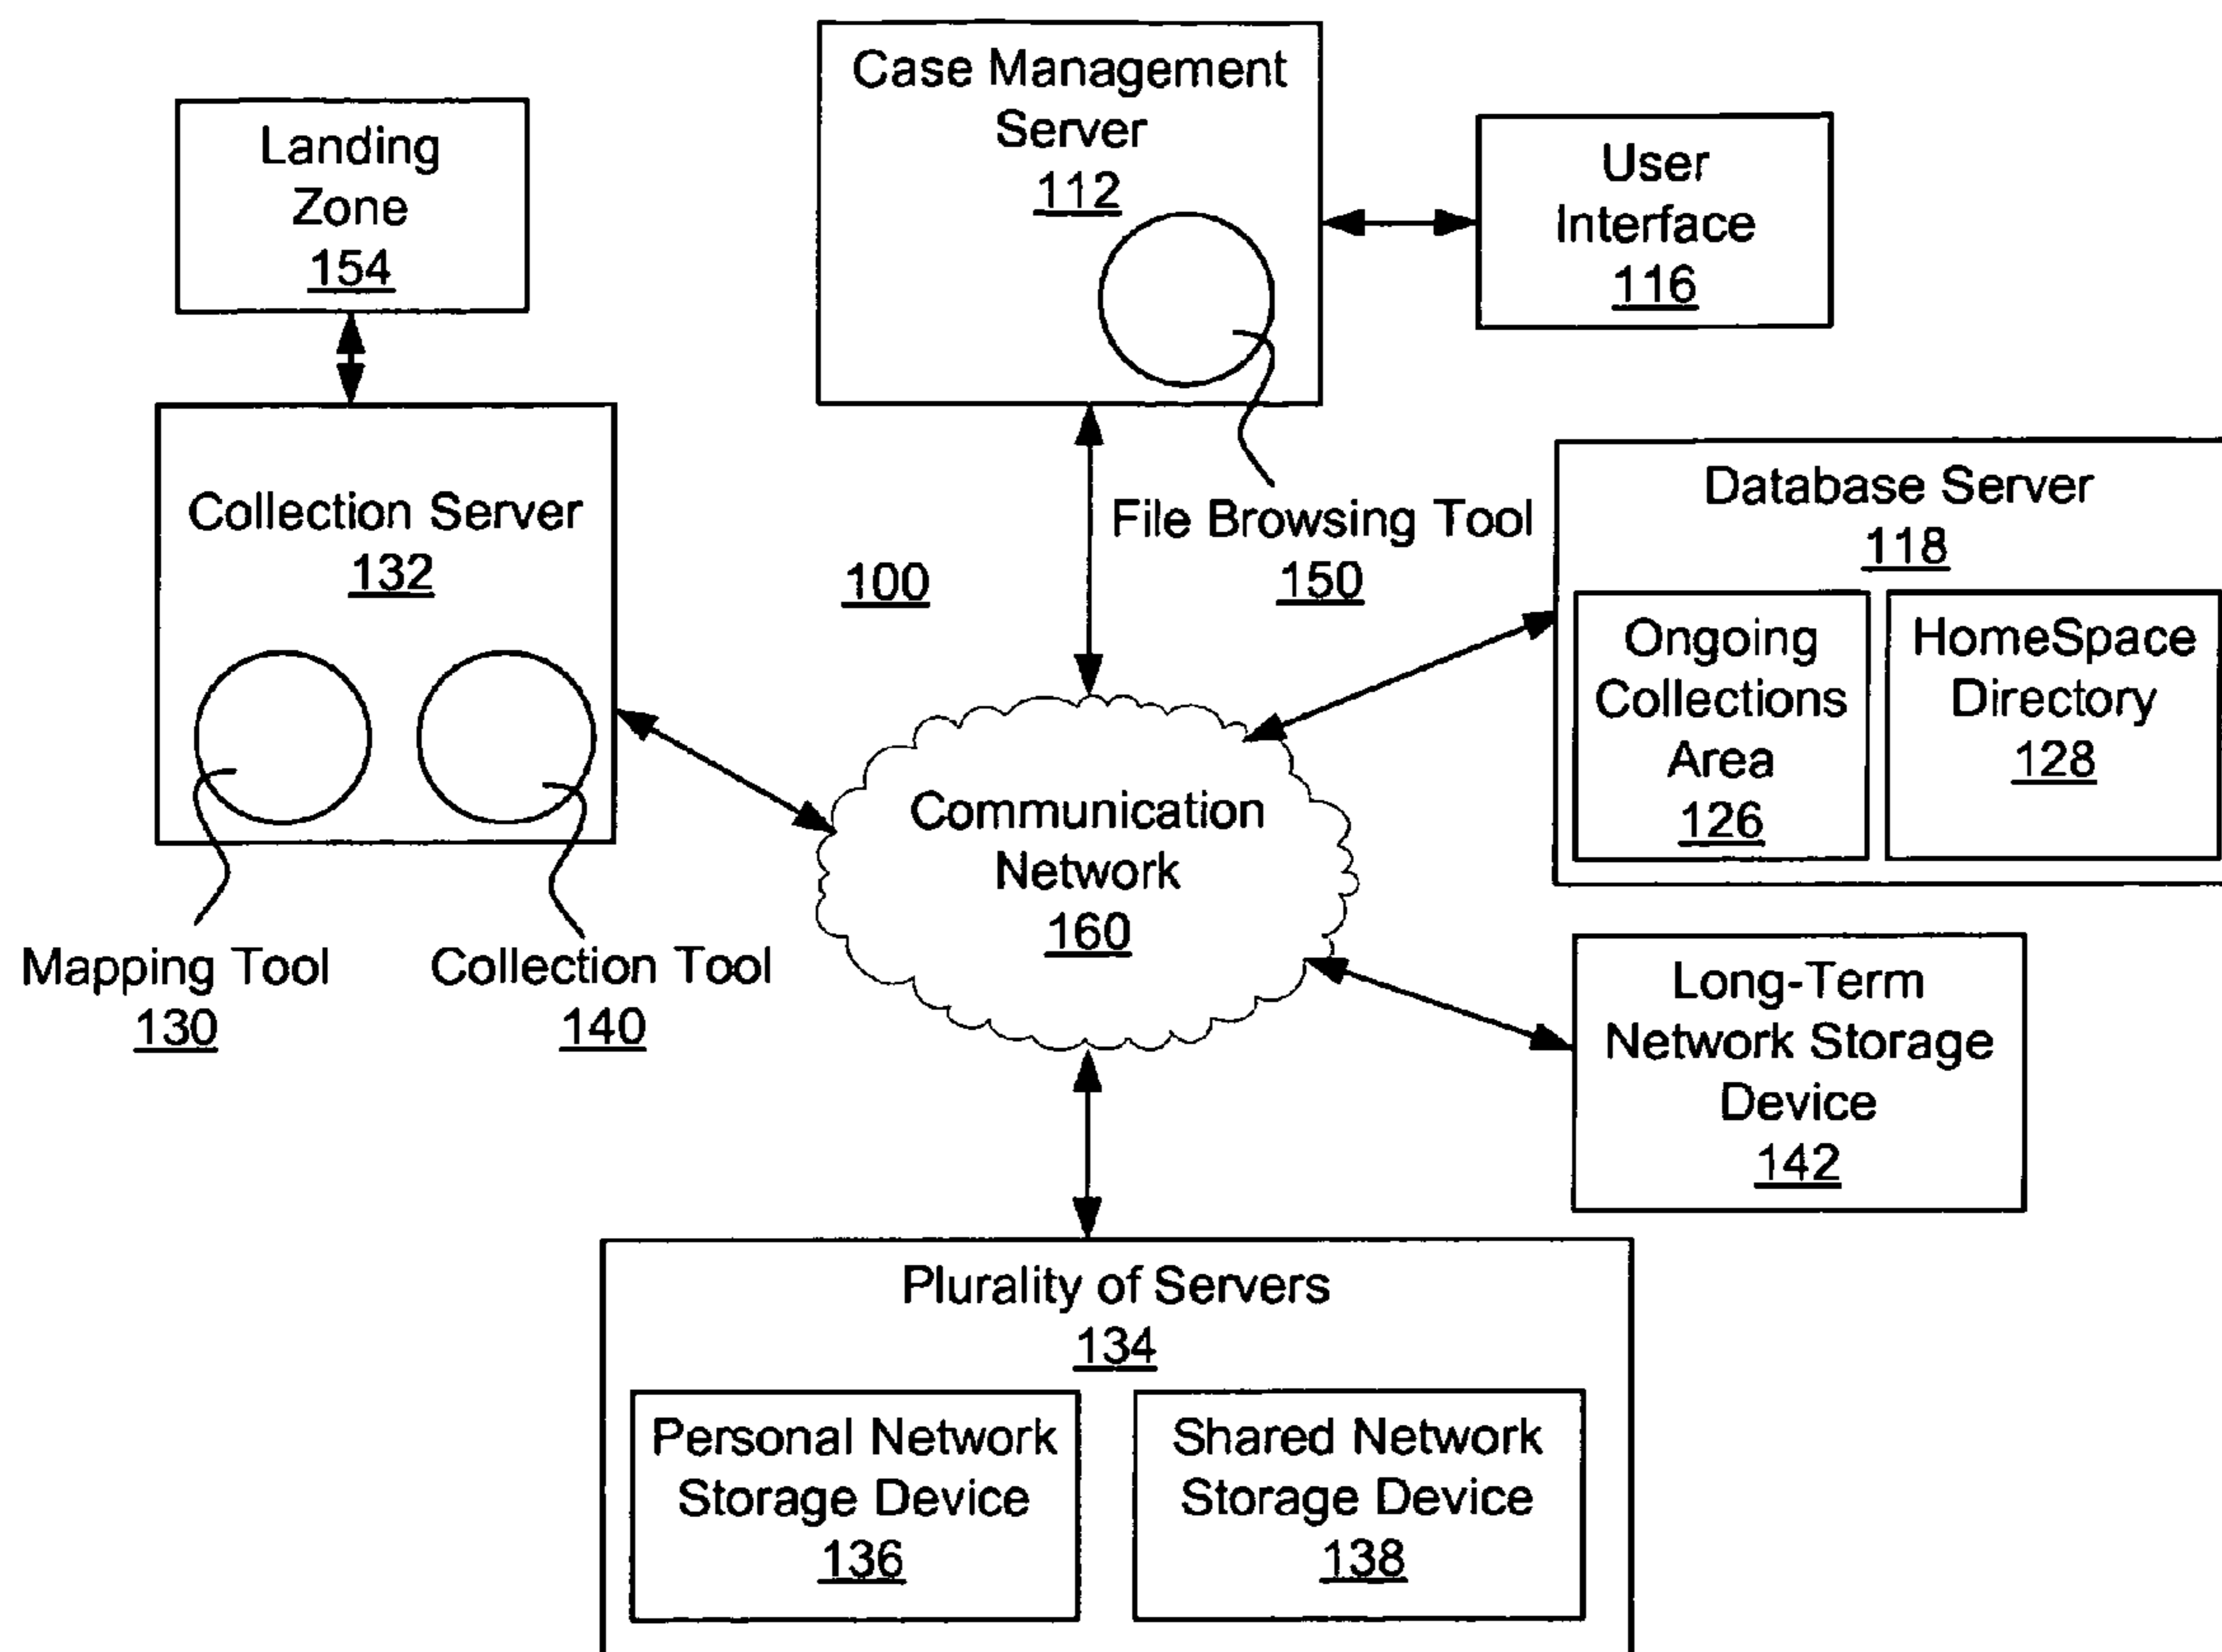 Case Management
Server
112
Landing
Zone
154
User
Interface
116
Collection Server
132
File Browsing Tool
150
100
Database Server
118
Ongoing
Collections
Area
126
HomeSpace
Directory
128
Communication
Network
160
Mapping Tool
130
Collection Tool
140
Long-Term
Network Storage
Device
142
Plurality of Servers
134
Personal Network
Storage Device
136
Shared Network
Storage Device
138